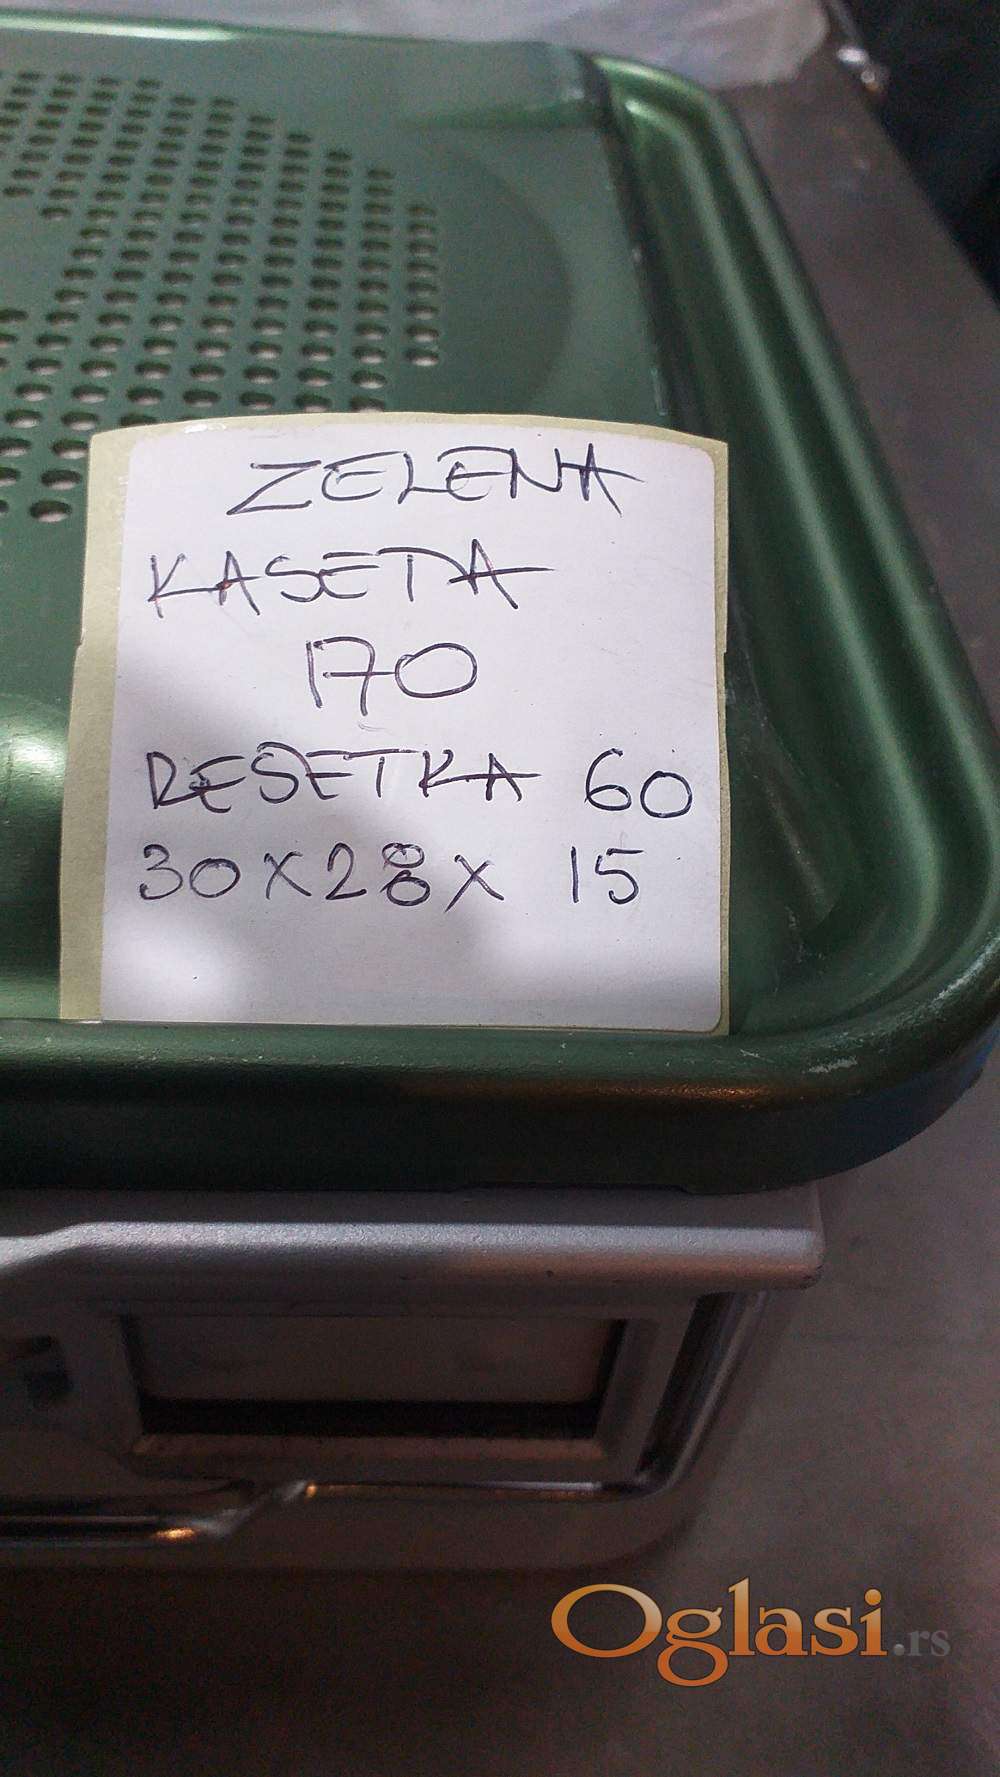 ZELENA
KASETA
170
RESETKA 60
30x28x 15
Oglasi.rs